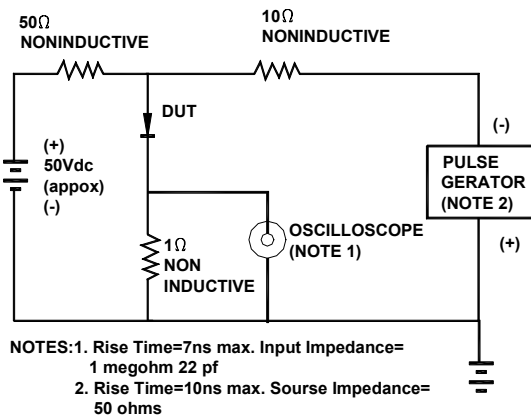 50Ω
NONINDUCTIVE
10Ω
NONINDUCTIVE
DUT
(+)
50Vdc
(appox)
(-)
(-)
PULSE
GERATOR
(NOTE 2)
(+)
1Ω
NON
INDUCTIVE
OSCILLOSCOPE
(NOTE 1)
NOTES:1. Rise Time=7ns max. Input Impedance=
1 megohm 22 pf
2. Rise Time=10ns max. Sourse Impedance=
50 ohms